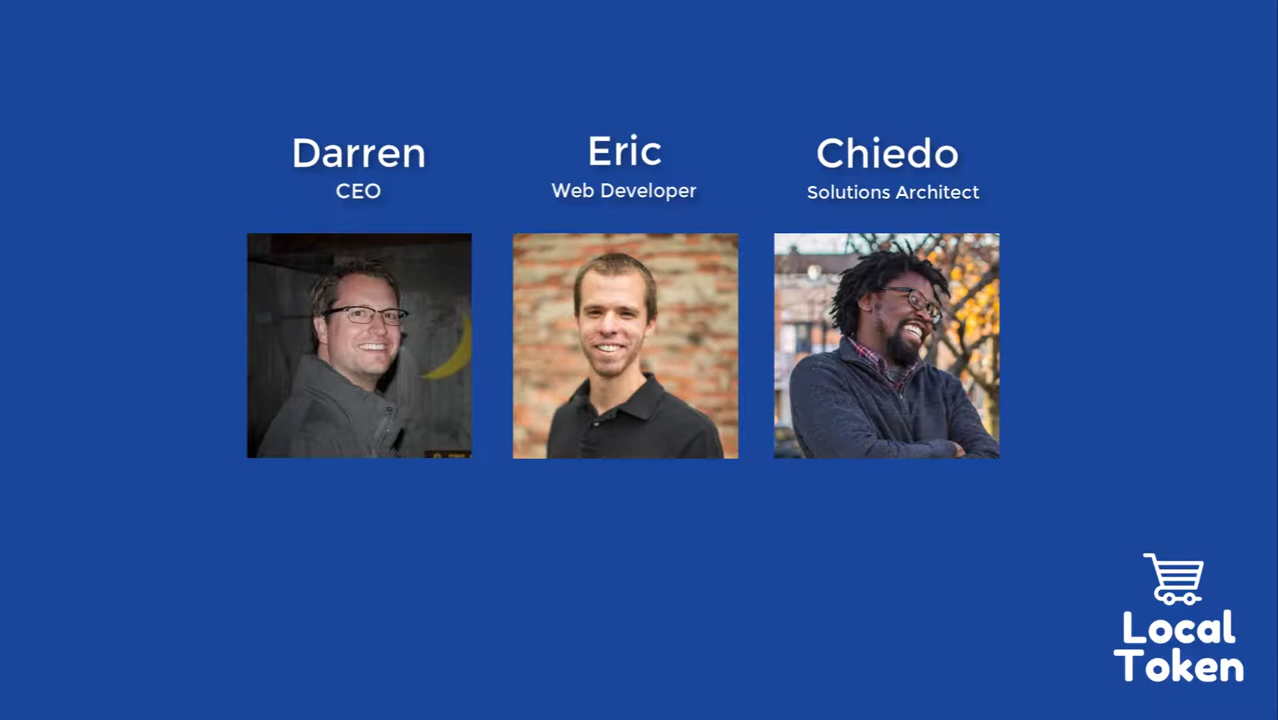 Darren
CEO
Eric
Web Developer
Chiedo
Solutions Architect
Local
Token